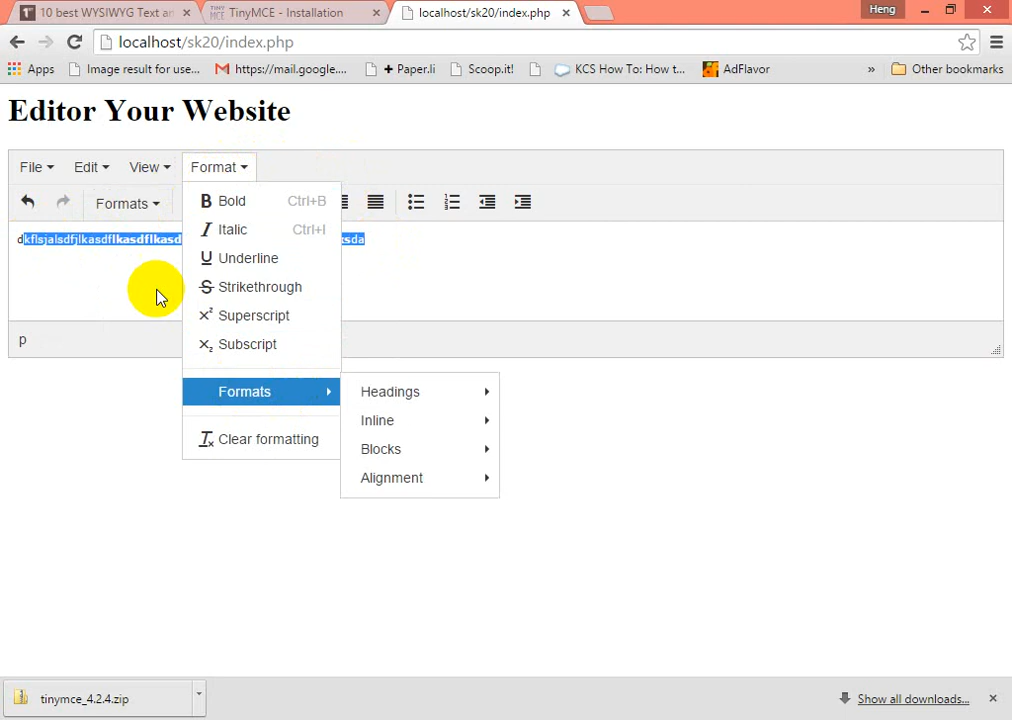 10 best WYSIWYG Text an
TinyMCE - Installation
localhost/sk20/index.php
Heng
localhost/sk20/index.php
Apps
Image result for use...
https://mail.google....
+ Paper.li
Scoop.it!
KCS How To: How t...
AdFlavor
»
Other bookmarks
Editor Your Website
File
Edit
View
Format
Formats
Bold Ctrl+B
Italic Ctrl+I
Underline
Strikethrough
Superscript
Subscript
Formats
Clear formatting
Headings
Inline
Blocks
Alignment
dkflsjalsdfjlkasdflkasdflkasd
ksda
p
tinymce_4.2.4.zip
Show all downloads...